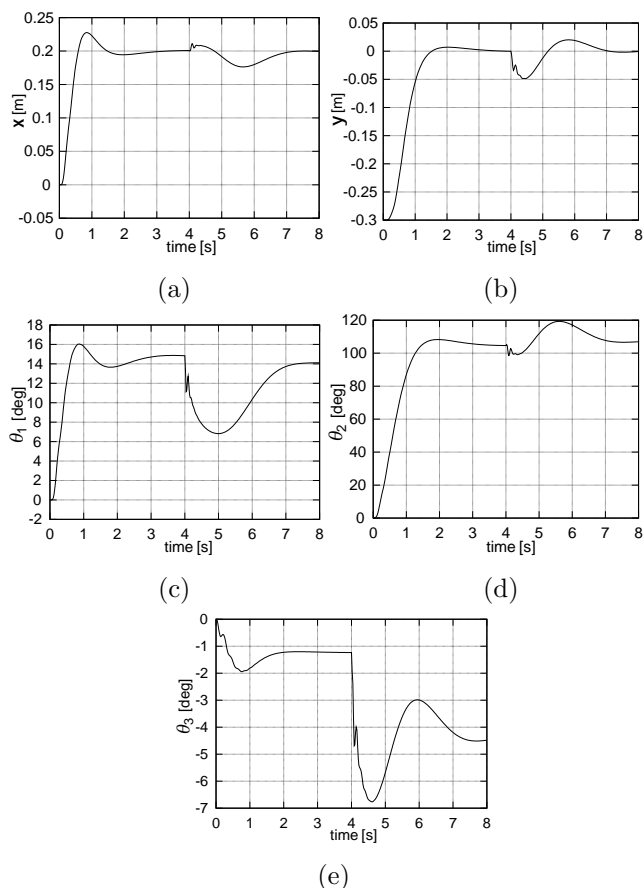 0.25
0.20
0.15
0.1
0.05
0
-0.05
x [m]
0 1 2 3 4 5 6 7 8
time [s]
(a)
0.05
0
-0.05
-0.1
-0.15
-0.2
-0.25
-0.3
y [m]
0 1 2 3 4 5 6 7 8
time [s]
(b)
18
16
14
12
10
8
6
4
2
0
-2
θ1 [deg]
0 1 2 3 4 5 6 7 8
time [s]
(c)
120
100
80
60
40
20
0
θ2 [deg]
0 1 2 3 4 5 6 7 8
time [s]
(d)
0
-1
-2
-3
-4
-5
-6
-7
θ3 [deg]
0 1 2 3 4 5 6 7 8
time [s]
(e)